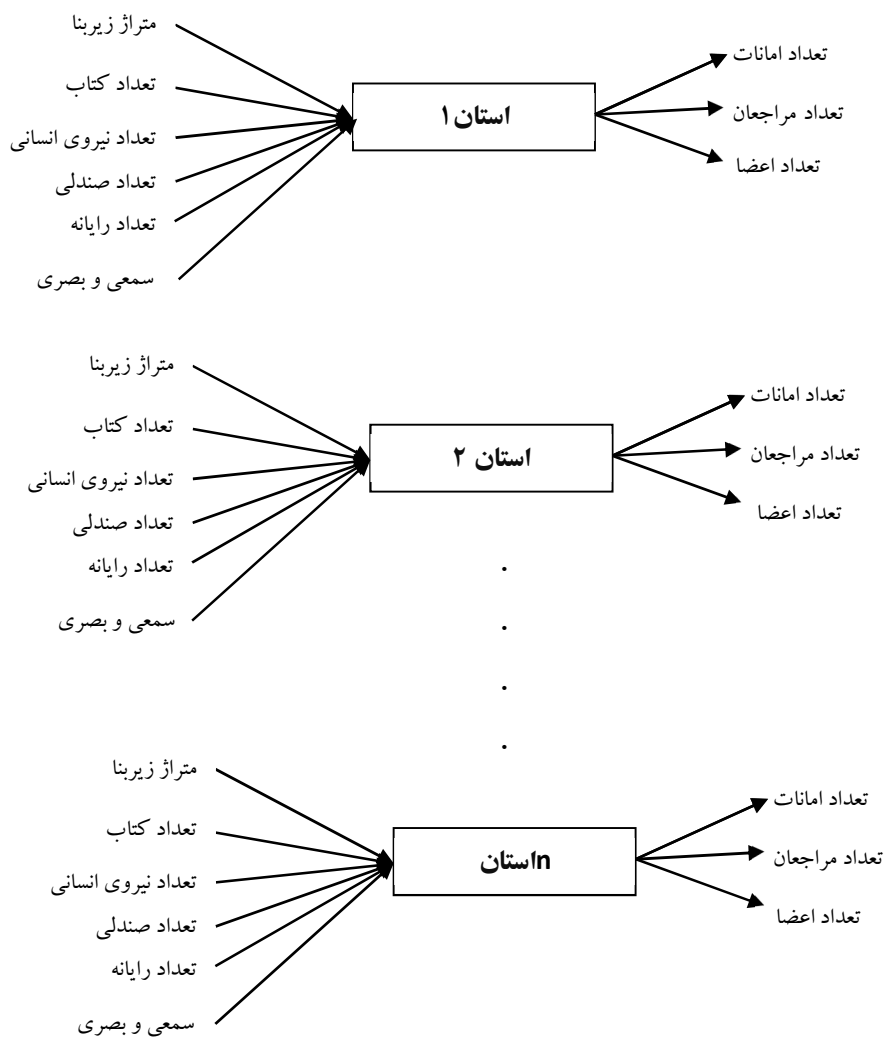 متراژ زیربنا
تعداد کتاب
تعداد نیروی انسانی
تعداد صندلی
تعداد رایانه
سمعی و بصری
استان ۱
تعداد امانات
تعداد مراجعان
تعداد اعضا
متراژ زیربنا
تعداد کتاب
تعداد نیروی انسانی
تعداد صندلی
تعداد رایانه
سمعی و بصری
استان ۲
تعداد امانات
تعداد مراجعان
تعداد اعضا
.
.
.
.
متراژ زیربنا
تعداد کتاب
تعداد نیروی انسانی
تعداد صندلی
تعداد رایانه
سمعی و بصری
استانn
تعداد امانات
تعداد مراجعان
تعداد اعضا